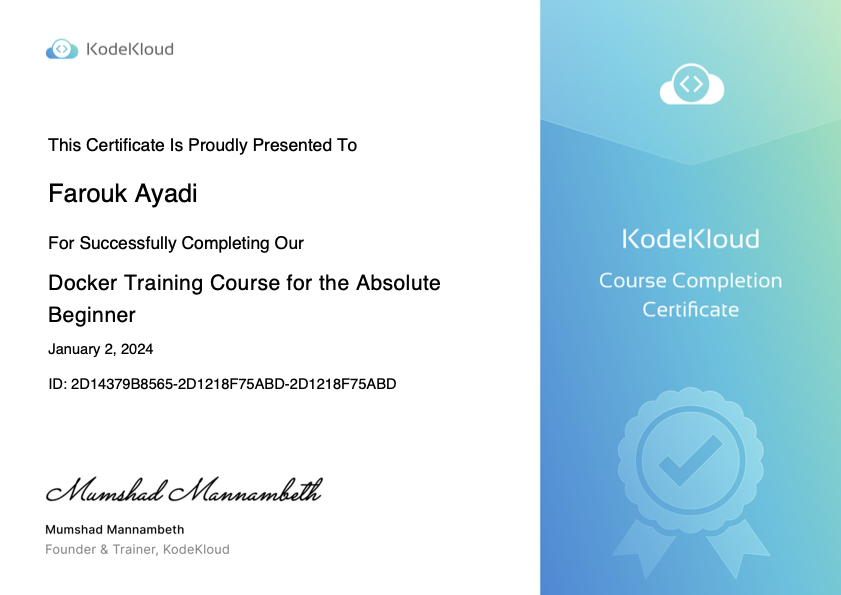 KodeKloud
This Certificate Is Proudly Presented To
Farouk Ayadi
For Successfully Completing Our
Docker Training Course for the Absolute
Beginner
January 2, 2024
ID: 2D14379B8565-2D1218F75ABD-2D1218F75ABD
Mumshad Mannambeth
Mumshad Mannambeth
Founder & Trainer, KodeKloud
KodeKloud
Course Completion
Certificate